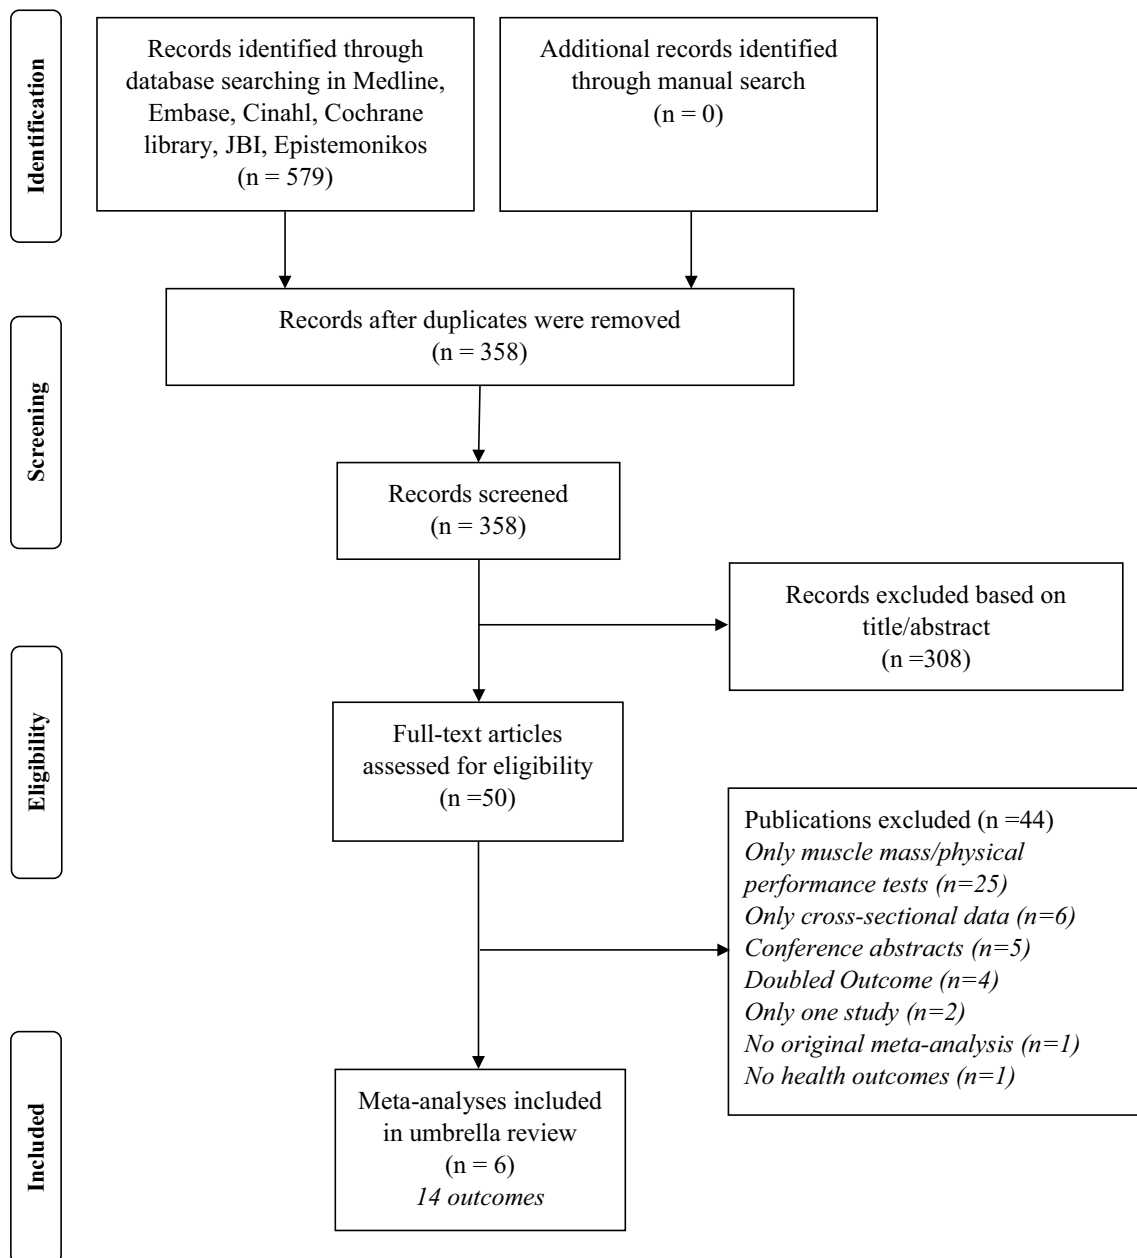 Identification
Records identified through
database searching in Medline,
Embase, Cinahl, Cochrane
library, JBI, Epistemonikos
(n = 579)
Additional records identified
through manual search
(n = 0)
Screening
Records after duplicates were removed
(n = 358)
Records screened
(n = 358)
Records excluded based on
title/abstract
(n =308)
Eligibility
Full-text articles
assessed for eligibility
(n =50)
Publications excluded (n =44)
Only muscle mass/physical
performance tests (n=25)
Only cross-sectional data (n=6)
Conference abstracts (n=5)
Doubled Outcome (n=4)
Only one study (n=2)
No original meta-analysis (n=1)
No health outcomes (n=1)
Included
Meta-analyses included
in umbrella review
(n = 6)
14 outcomes